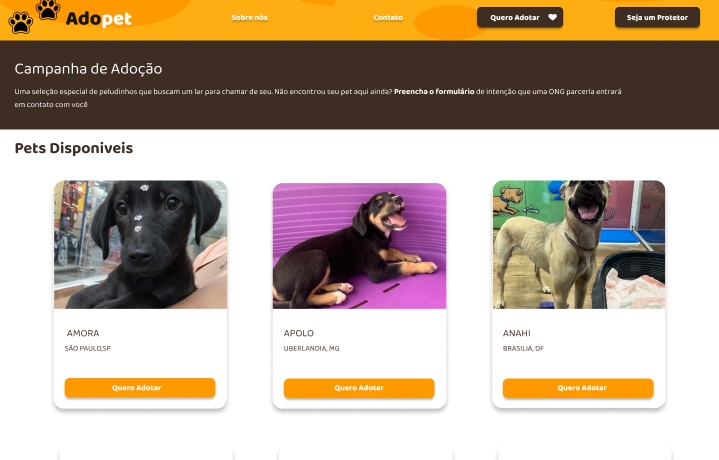 Adopet
Sobre nós
Contato
Quero Adotar
Seja um Protetor
Campanha de Adoção
Uma seleção especial de peludinhos que buscam um lar para chamar de seu. Não encontrou seu pet aqui ainda? Preencha o formulário de intenção que uma ONG parceria entrará
em contato com você
Pets Disponiveis
AMORA
SÃO PAULO,SP
Quero Adotar
APOLO
UBERLANDIA, MG
Quero Adotar
ANAHI
BRASILIA, DF
Quero Adotar